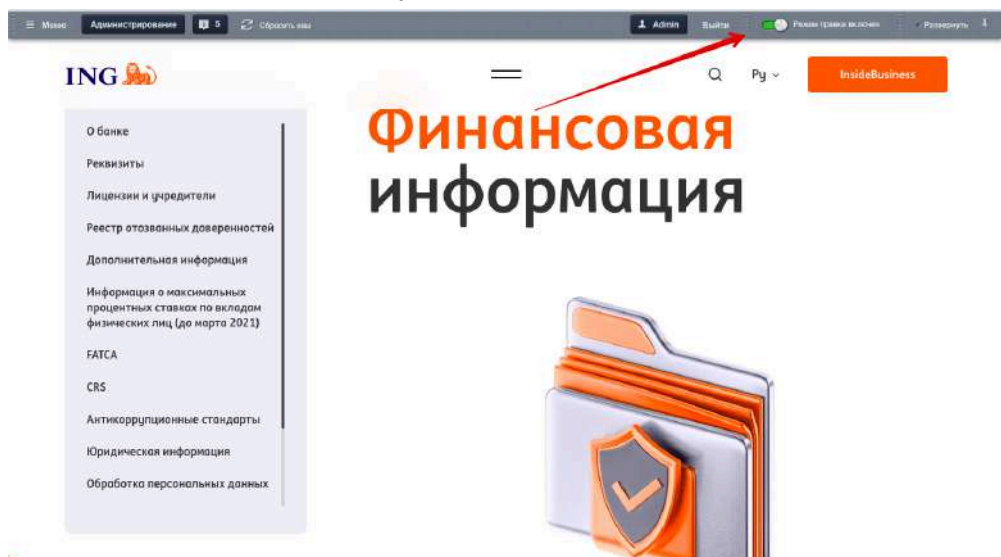 Меню Администрирование 5 Сбросить кеш Admin Выйти Режим правки включен Развернуть
ING Ру InsideBusiness
Финансовая
информация
О банке
Реквизиты
Лицензии и учредители
Реестр отозванных доверенностей
Дополнительная информация
Информация о максимальных
процентных ставках по вкладам
физических лиц (до марта 2021)
FATCA
CRS
Антикоррупционные стандарты
Юридическая информация
Обработка персональных данных